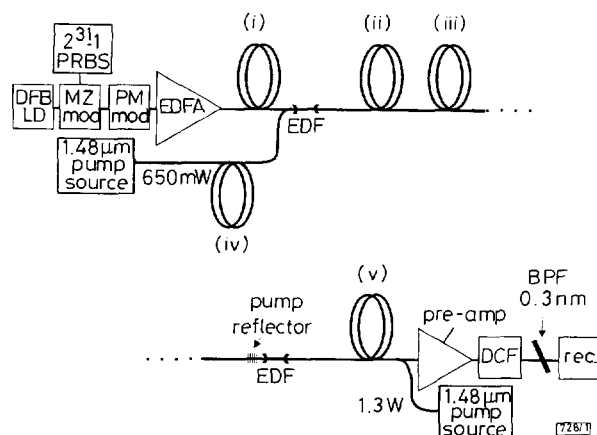 (i)
(ii)
(iii)
2³¹-1
PRBS
DFB
LD
MZ
mod
PM
mod
EDFA
EDF
1.48µm
pump
source
650mW
(iv)
(v)
BPF
0.3nm
pump
reflector
pre-amp
EDF
DCF
rec.
1.3W
1.48µm
pump
source
728/1